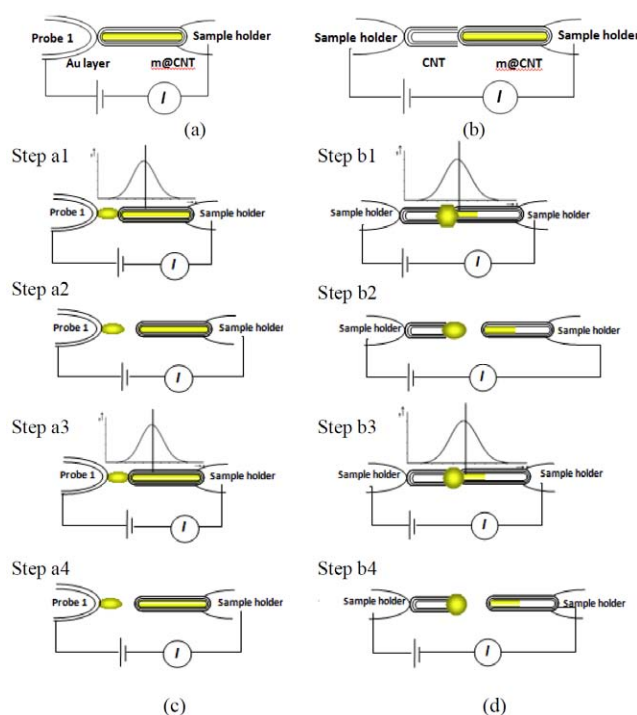 Probe 1
Sample holder
Au layer
m@CNT
I
(a)
Sample holder
Sample holder
CNT
m@CNT
I
(b)
Step a1
Probe 1
Sample holder
I
Step b1
Sample holder
Sample holder
I
Step a2
Probe 1
Sample holder
I
Step b2
Sample holder
Sample holder
I
Step a3
Probe 1
Sample holder
I
Step b3
Sample holder
Sample holder
I
Step a4
Probe 1
Sample holder
I
Step b4
Sample holder
Sample holder
I
(c)
(d)